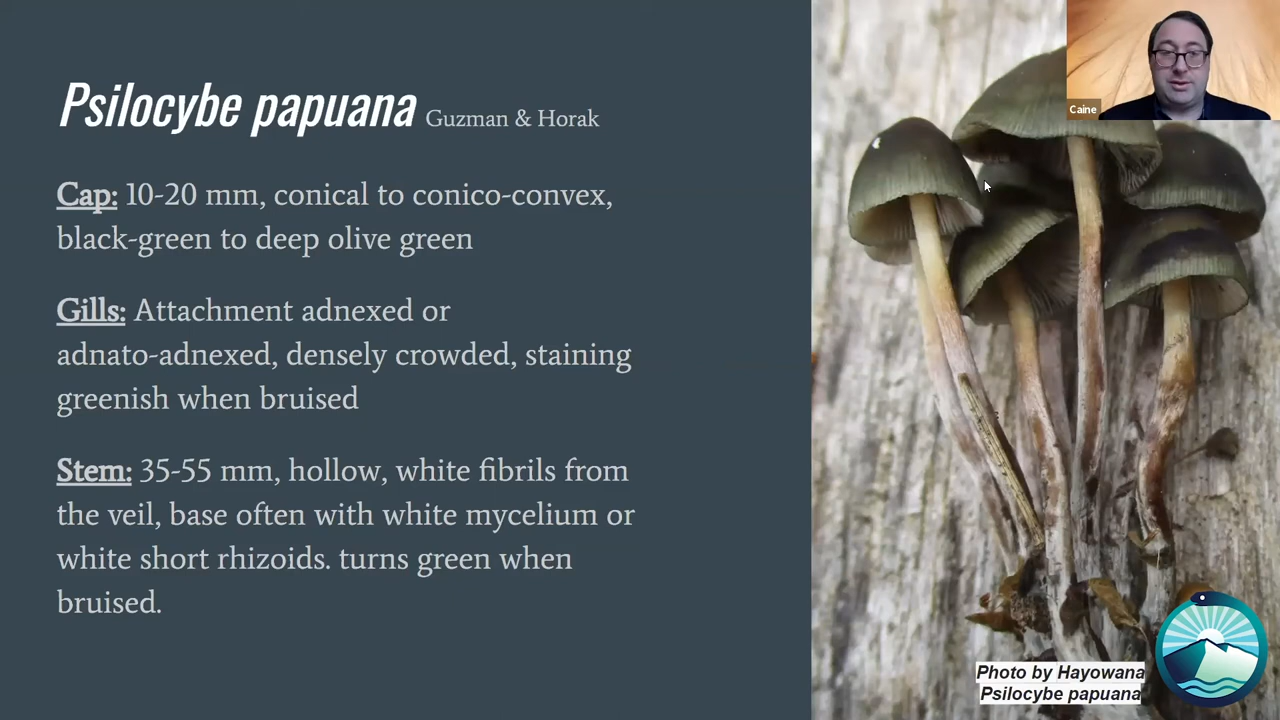 Psilocybe papuana Guzman & Horak
Caine
Cap: 10-20 mm, conical to conico-convex,
black-green to deep olive green
Gills: Attachment adnexed or
adnato-adnexed, densely crowded, staining
greenish when bruised
Stem: 35-55 mm, hollow, white fibrils from
the veil, base often with white mycelium or
white short rhizoids. turns green when
bruised.
Photo by Hayowana
Psilocybe papuana